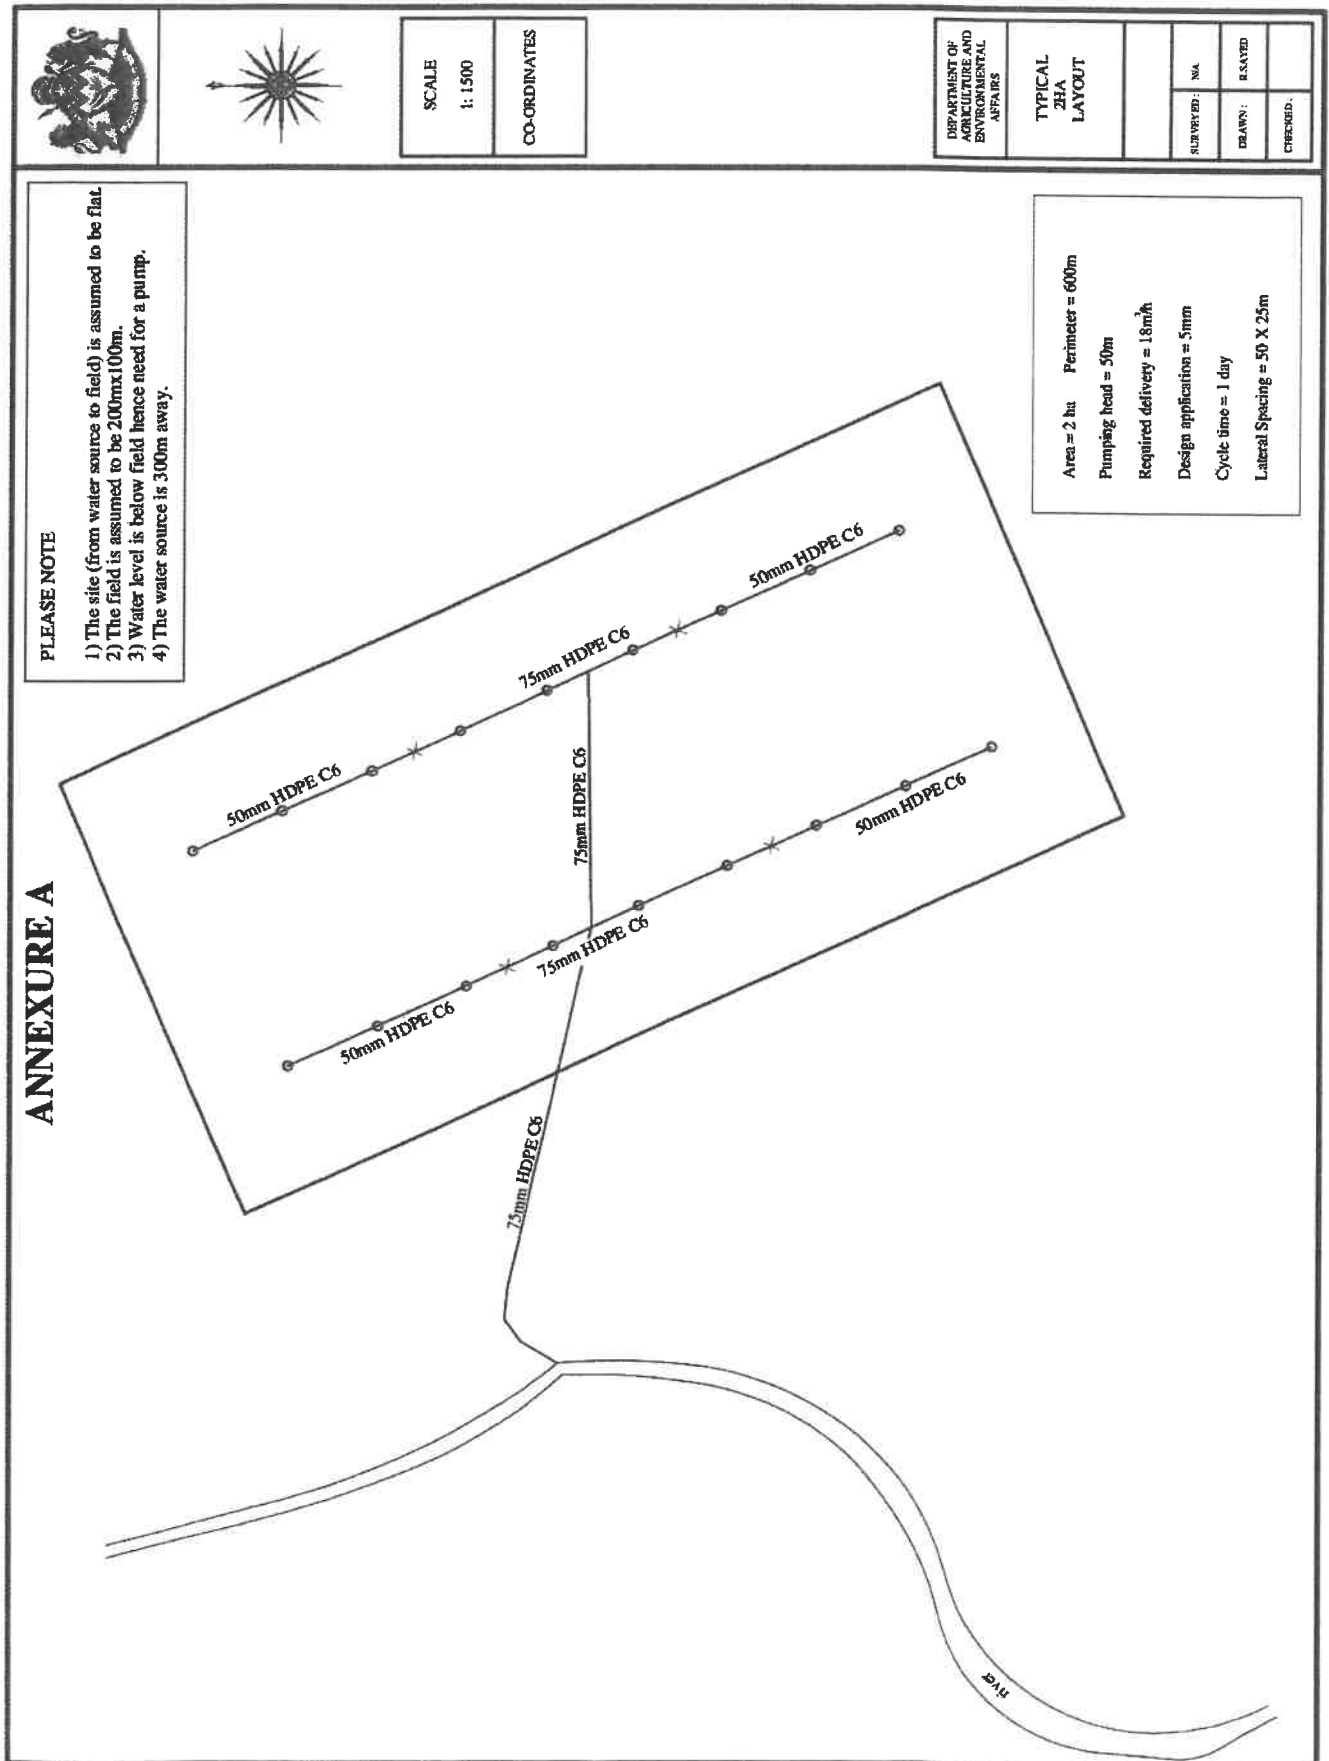 ANNEXURE A
PLEASE NOTE
1) The site (from water source to field) is assumed to be flat.
2) The field is assumed to be 200mx100m.
3) Water level is below field hence need for a pump.
4) The water source is 300m away.
SCALE
1: 1500
CO-ORDINATES
DEPARTMENT OF
AGRICULTURE AND
ENVIRONMENTAL
AFFAIRS
TYPICAL
2HA
LAYOUT
SURVEYED: N/A
DRAWN: R.SAYED
CHECKED:
50mm HDPE C6
75mm HDPE C6
50mm HDPE C6
75mm HDPE C6
50mm HDPE C6
75mm HDPE C6
50mm HDPE C6
75mm HDPE C6
river
Area = 2 ha Perimeter = 600m
Pumping head = 50m
Required delivery = 18m³/h
Design application = 5mm
Cycle time = 1 day
Lateral Spacing = 50 X 25m